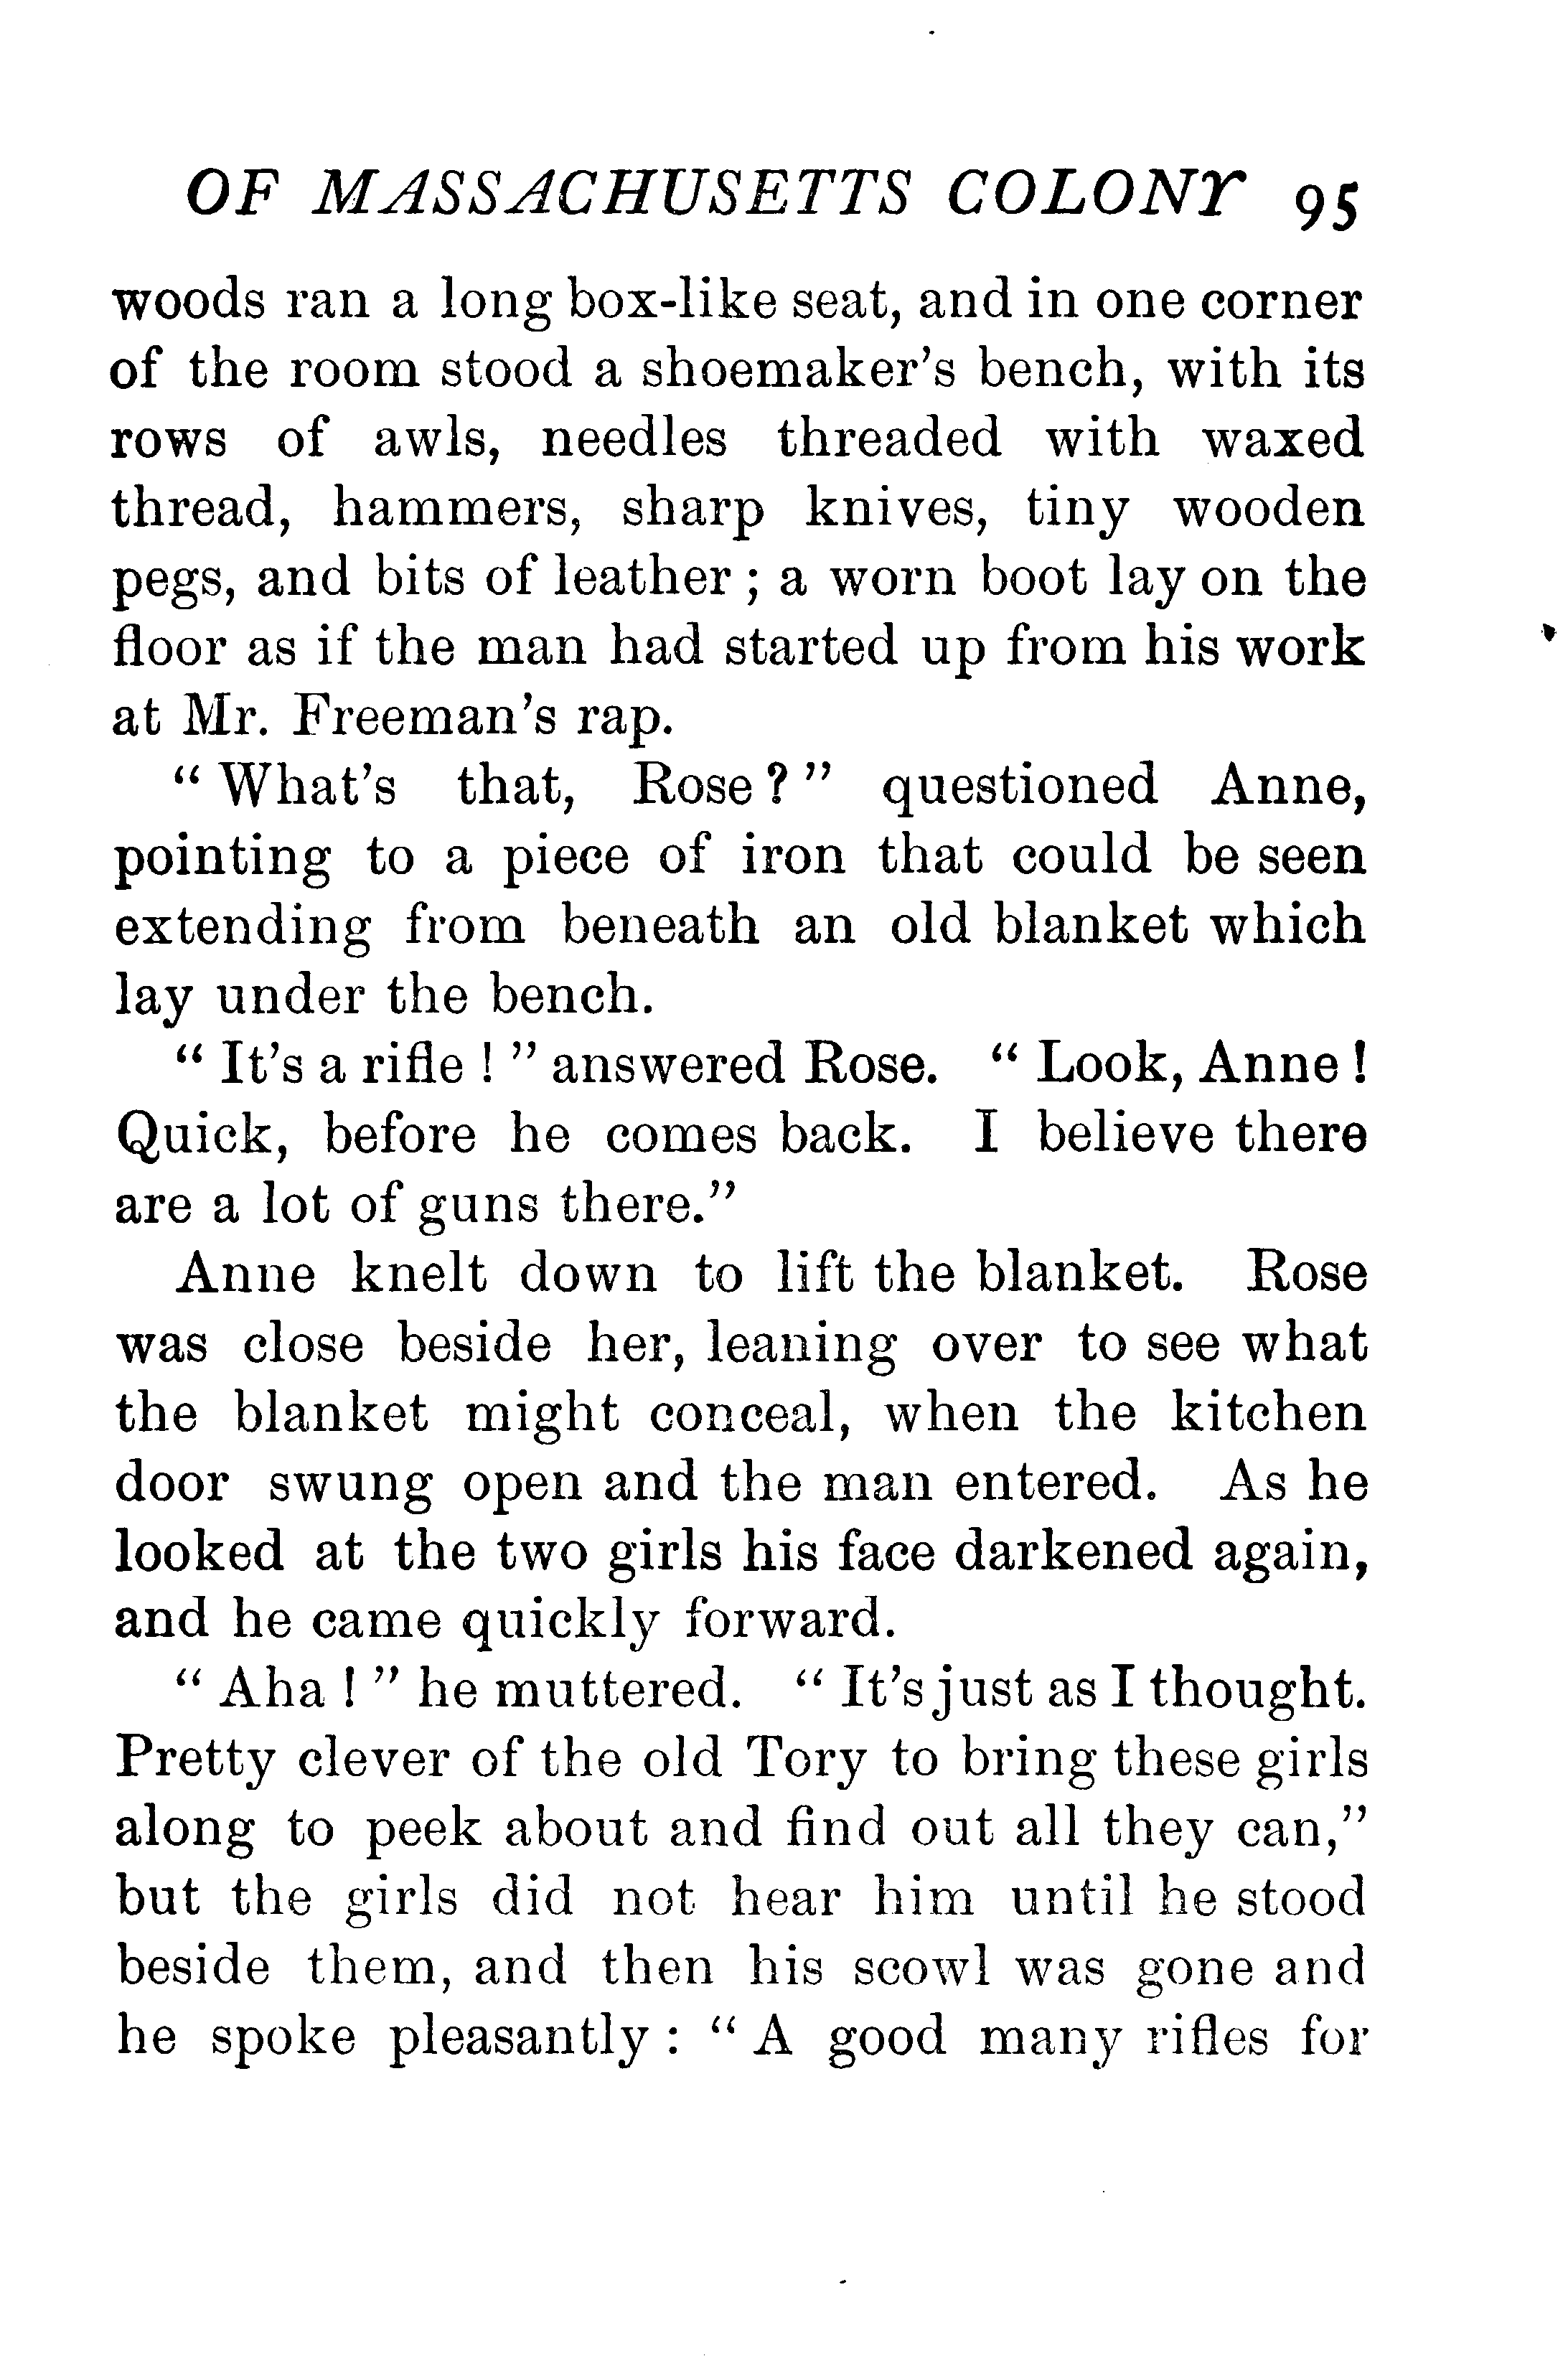 OF MASSACHUSETTS COLONY 95
woods ran a long box-like seat, and in one corner
of the room stood a shoemaker's bench, with its
rows of awls, needles threaded with waxed
thread, hammers, sharp knives, tiny wooden
pegs, and bits of leather ; a worn boot lay on the
floor as if the man had started up from his work
at Mr. Freeman's rap.
“ What's that, Rose ? ” questioned Anne,
pointing to a piece of iron that could be seen
extending from beneath an old blanket which
lay under the bench.
“ It's a rifle ! ” answered Rose. “ Look, Anne !
Quick, before he comes back. I believe there
are a lot of guns there.”
Anne knelt down to lift the blanket. Rose
was close beside her, leaning over to see what
the blanket might conceal, when the kitchen
door swung open and the man entered. As he
looked at the two girls his face darkened again,
and he came quickly forward.
“ Aha ! ” he muttered. “ It's just as I thought.
Pretty clever of the old Tory to bring these girls
along to peek about and find out all they can,”
but the girls did not hear him until he stood
beside them, and then his scowl was gone and
he spoke pleasantly : “ A good many rifles for